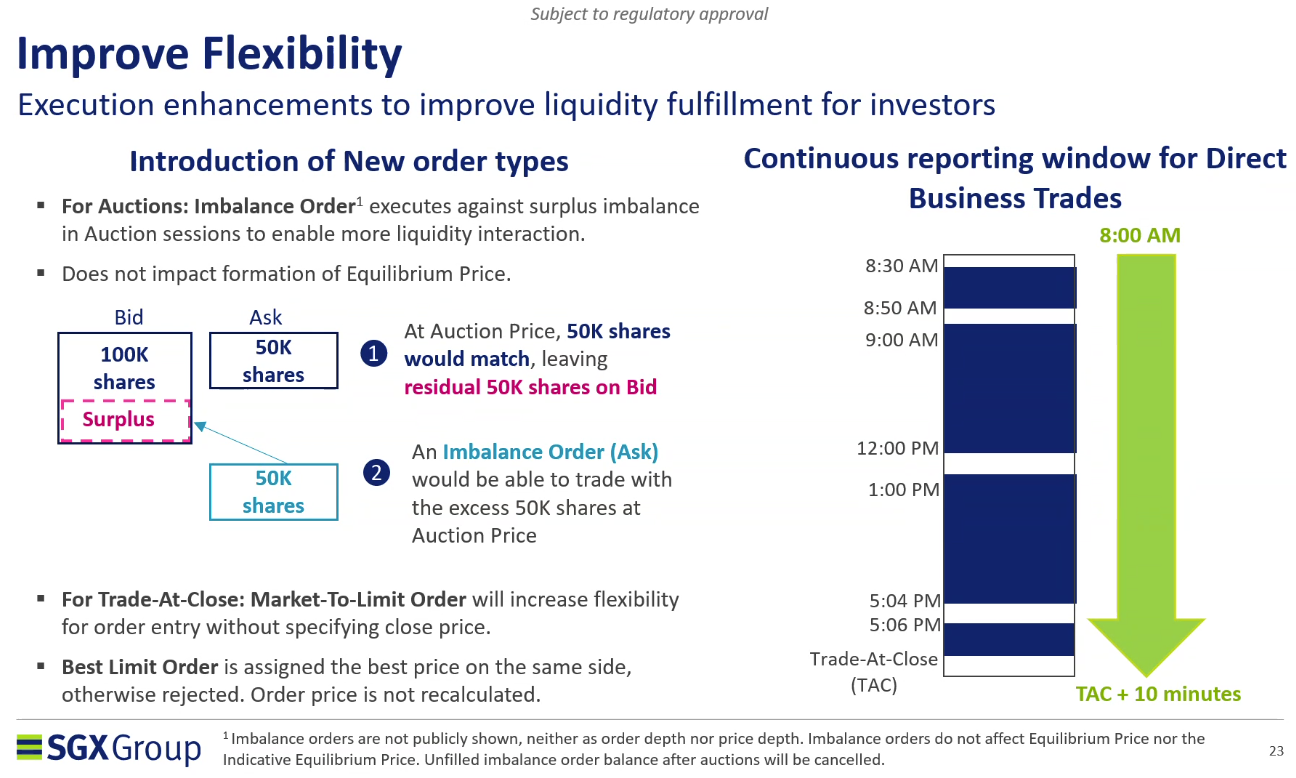 Subject to regulatory approval
Improve Flexibility
Execution enhancements to improve liquidity fulfillment for investors
Introduction of New order types
▪ For Auctions: Imbalance Order¹ executes against surplus imbalance
in Auction sessions to enable more liquidity interaction.
▪ Does not impact formation of Equilibrium Price.
Bid
Ask
100K
shares
Surplus
50K
shares
50K
shares
1
At Auction Price, 50K shares
would match, leaving
residual 50K shares on Bid
2
An Imbalance Order (Ask)
would be able to trade with
the excess 50K shares at
Auction Price
▪ For Trade-At-Close: Market-To-Limit Order will increase flexibility
for order entry without specifying close price.
▪ Best Limit Order is assigned the best price on the same side,
otherwise rejected. Order price is not recalculated.
Continuous reporting window for Direct
Business Trades
8:00 AM
8:30 AM
8:50 AM
9:00 AM
12:00 PM
1:00 PM
5:04 PM
5:06 PM
Trade-At-Close
(TAC)
TAC + 10 minutes
SGXGroup
¹ Imbalance orders are not publicly shown, neither as order depth nor price depth. Imbalance orders do not affect Equilibrium Price nor the
Indicative Equilibrium Price. Unfilled imbalance order balance after auctions will be cancelled.
23